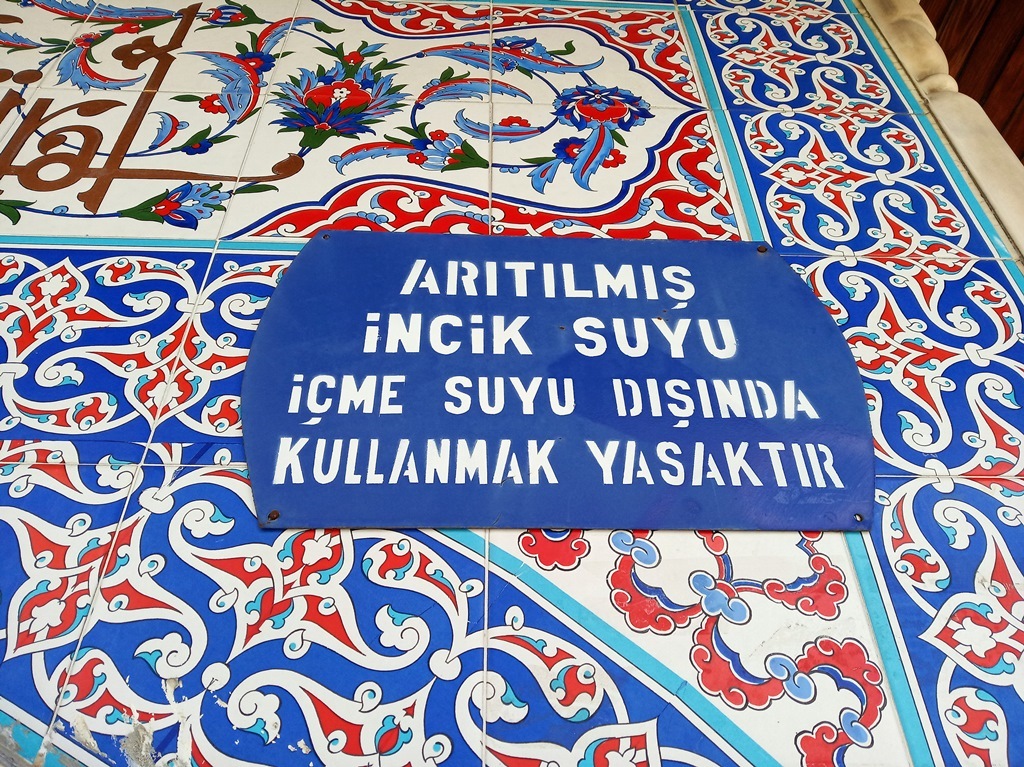 ARITILMIŞ
İNCİK SUYU
İÇME SUYU DIŞINDA
KULLANMAK YASAKTIR